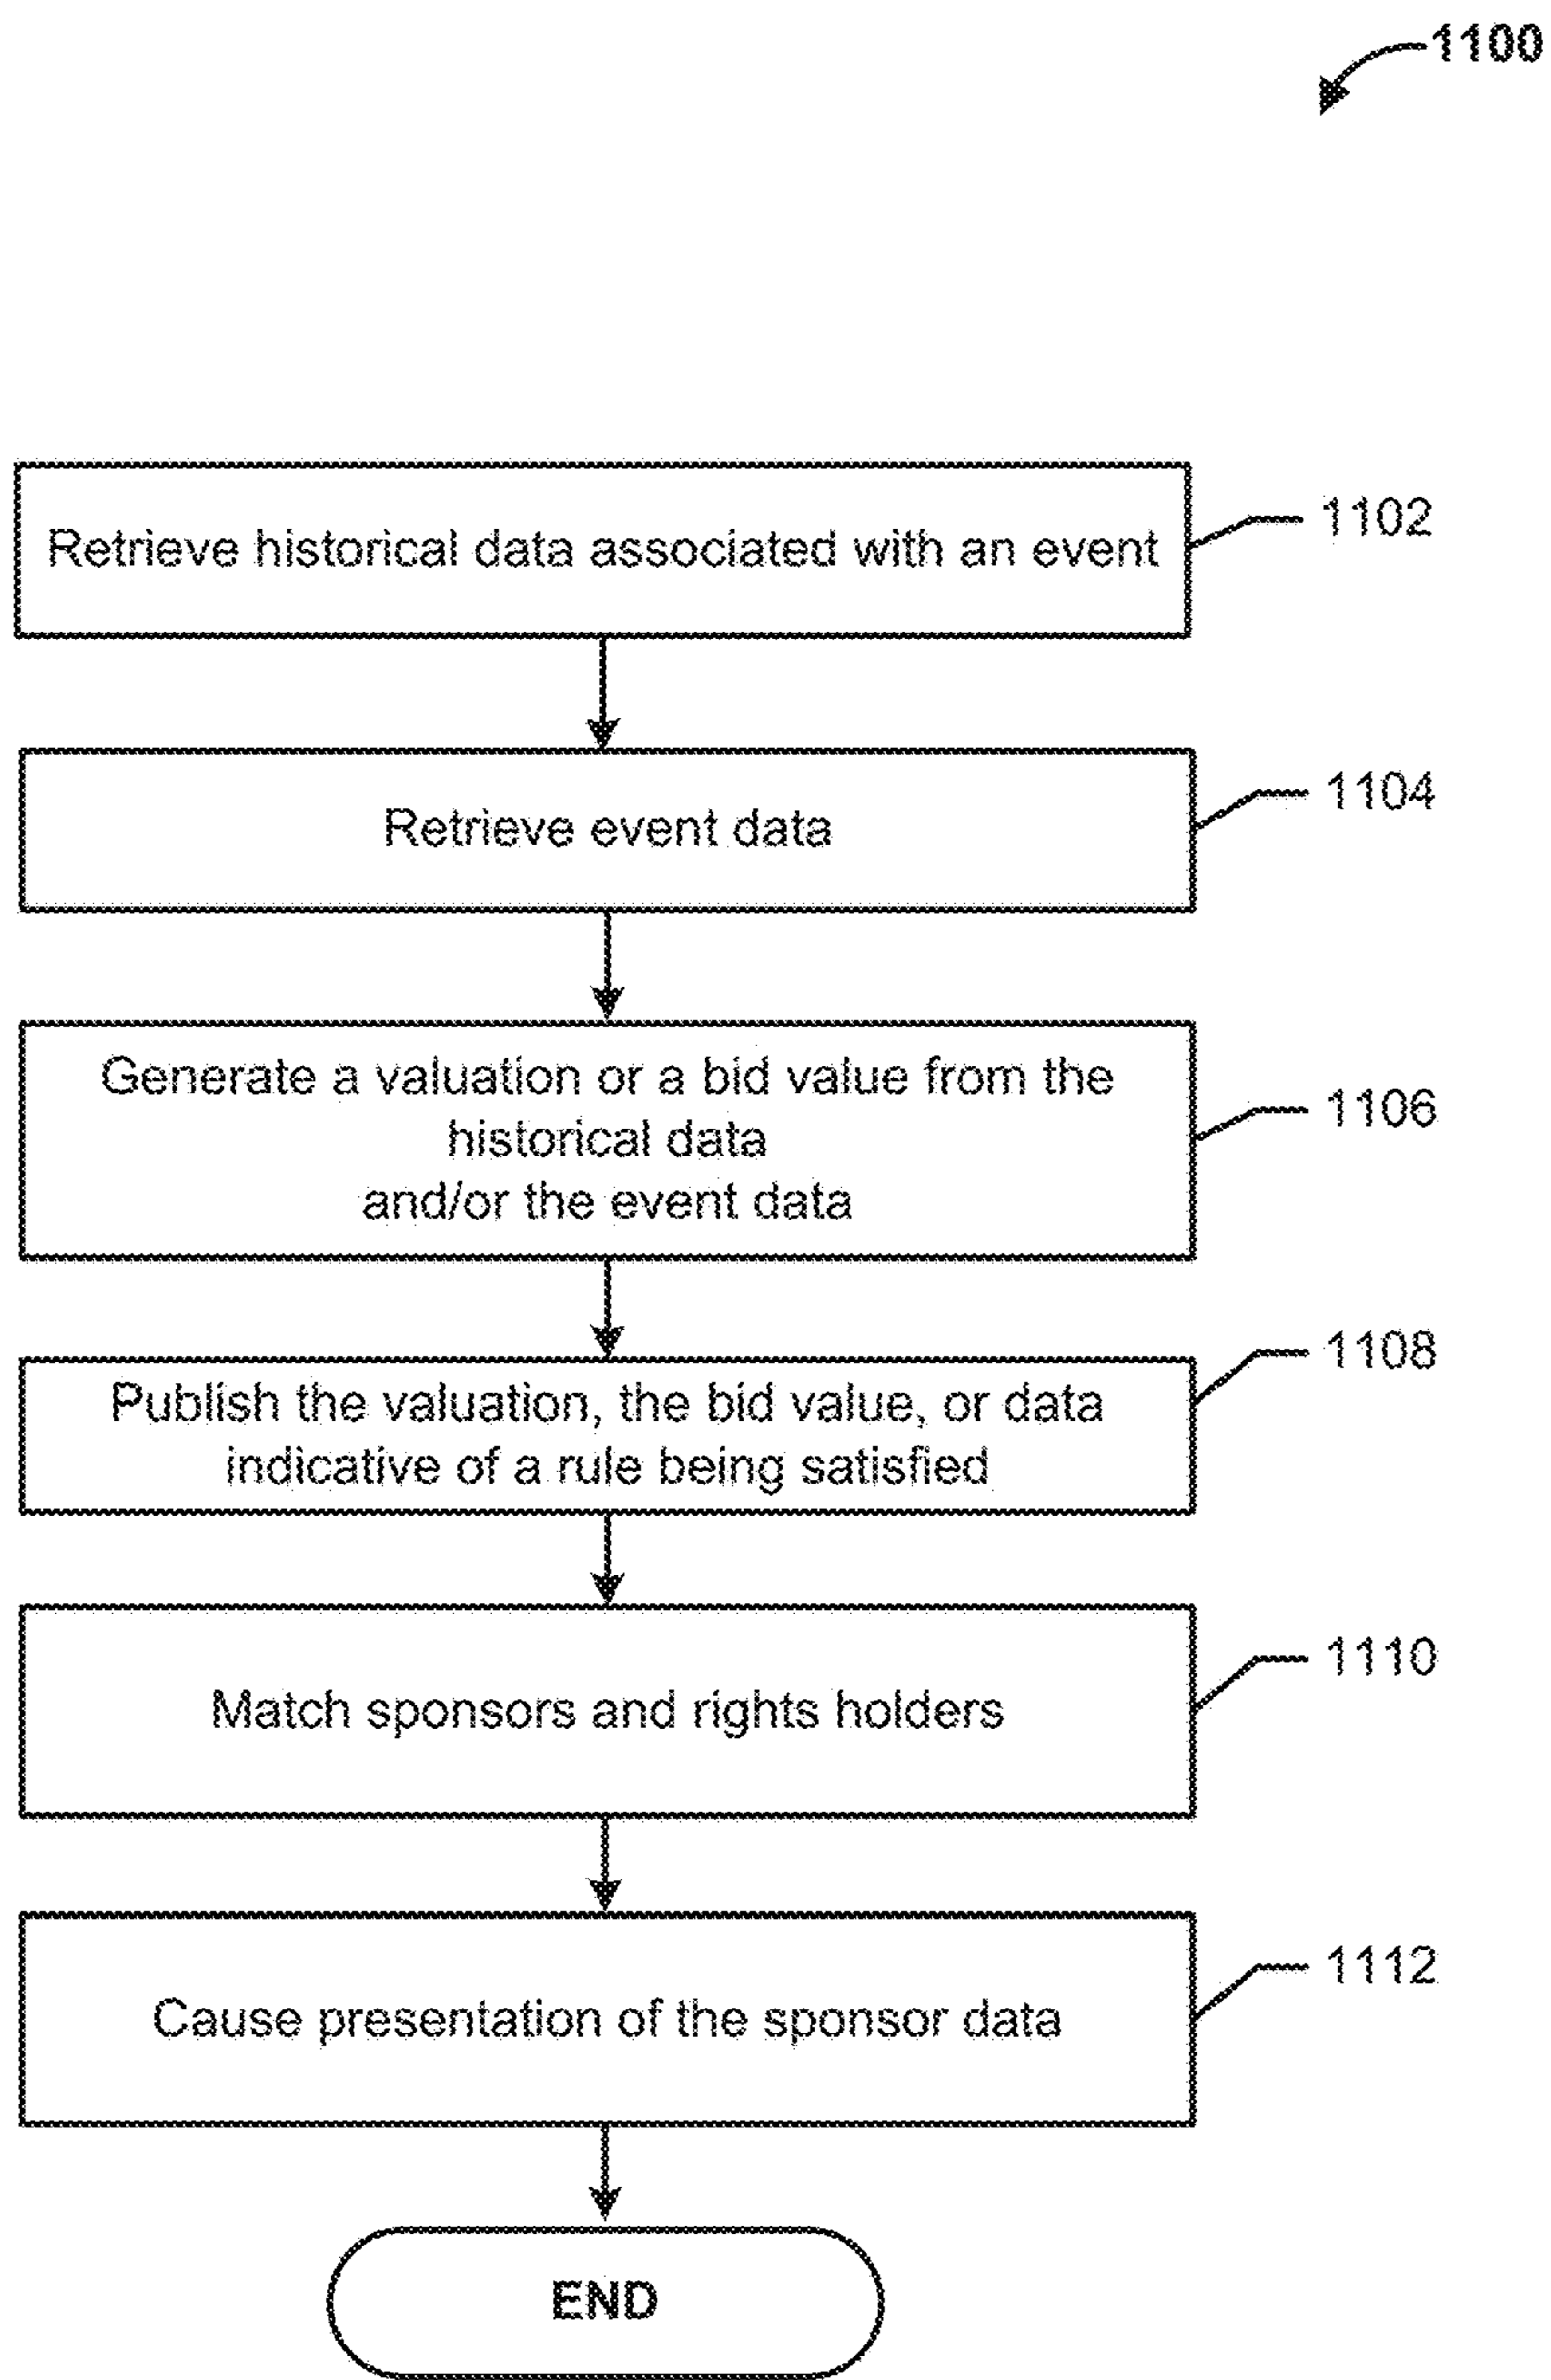 1100
Retrieve historical data associated with an event
1102
Retrieve event data
1104
Generate a valuation or a bid value from the
historical data
and/or the event data
1106
Publish the valuation, the bid value, or data
indicative of a rule being satisfied
1108
Match sponsors and rights holders
1110
Cause presentation of the sponsor data
1112
END